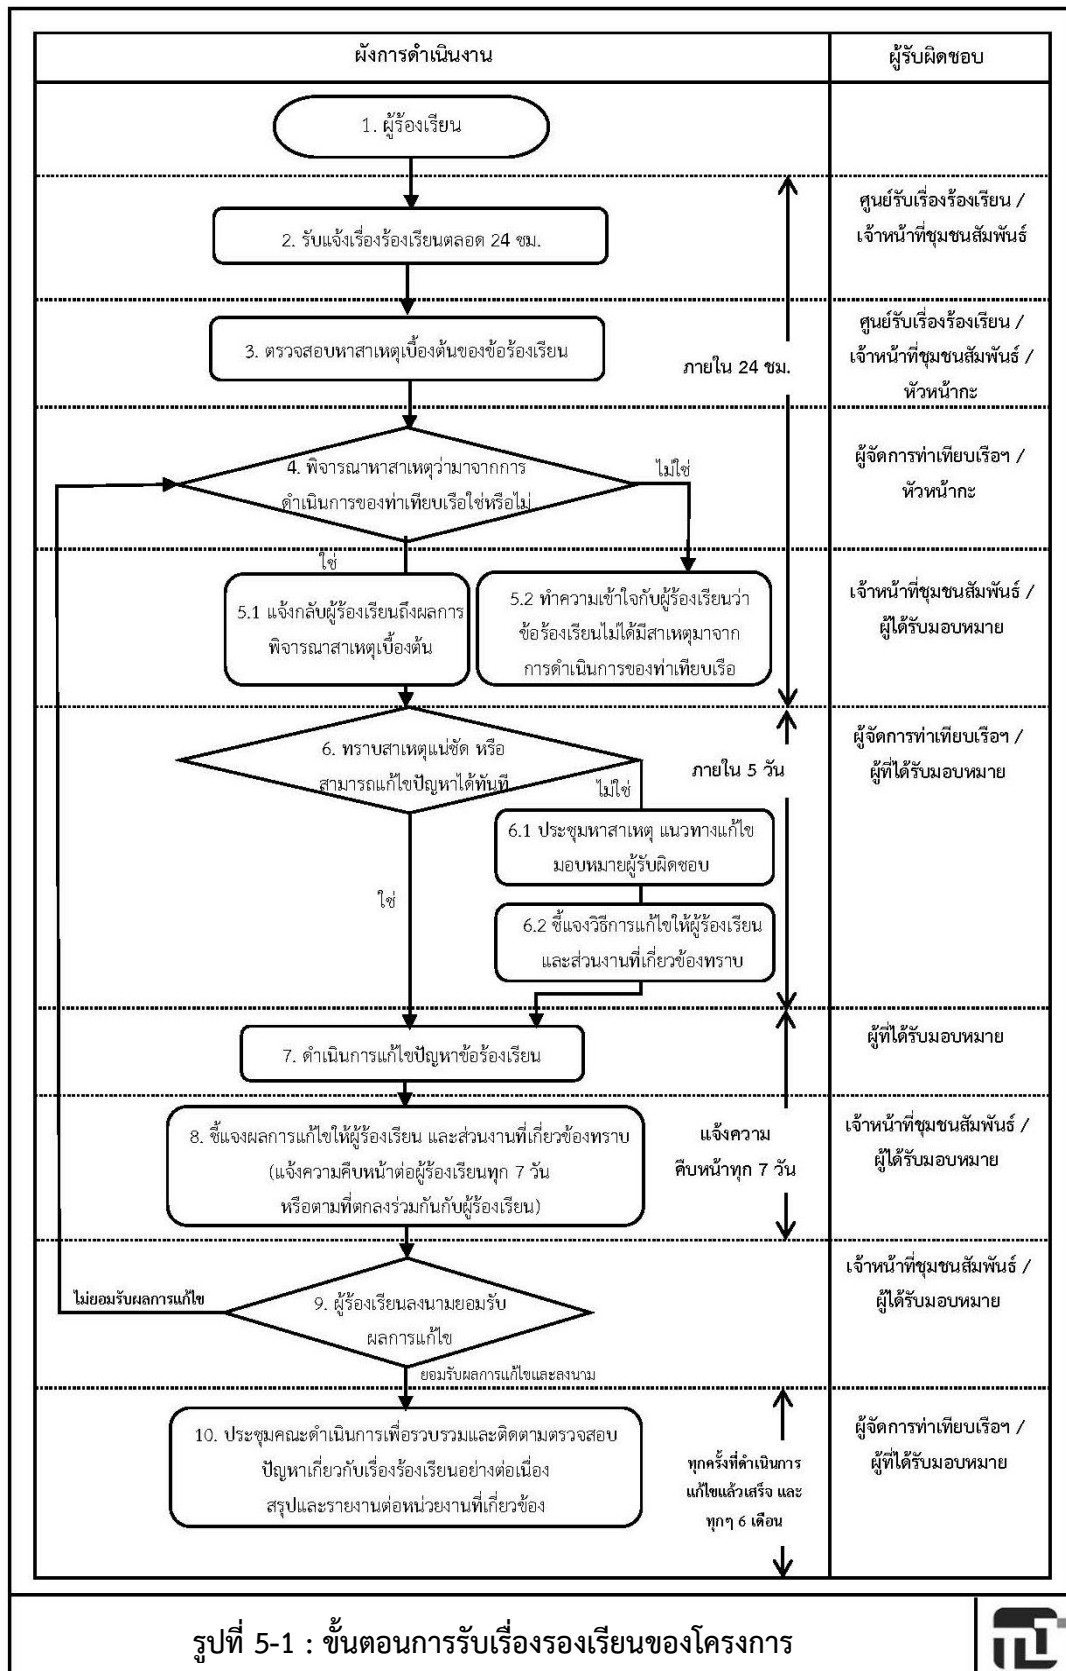 ผังการดำเนินงาน
ผู้รับผิดชอบ
1. ผู้ร้องเรียน
2. รับแจ้งเรื่องร้องเรียนตลอด 24 ชม.
ศูนย์รับเรื่องร้องเรียน /
เจ้าหน้าที่ชุมชนสัมพันธ์
3. ตรวจสอบหาสาเหตุเบื้องต้นของข้อร้องเรียน
ภายใน 24 ชม.
ศูนย์รับเรื่องร้องเรียน /
เจ้าหน้าที่ชุมชนสัมพันธ์ /
หัวหน้ากะ
4. พิจารณาหาสาเหตุว่ามาจากการ
ดำเนินการของท่าเทียบเรือใช่หรือไม่
ไม่ใช่
ใช่
ผู้จัดการท่าเทียบเรือฯ /
หัวหน้ากะ
5.1 แจ้งกลับผู้ร้องเรียนถึงผลการ
พิจารณาสาเหตุเบื้องต้น
5.2 ทำความเข้าใจกับผู้ร้องเรียนว่า
ข้อร้องเรียนไม่ได้มีสาเหตุมาจาก
การดำเนินการของท่าเทียบเรือ
เจ้าหน้าที่ชุมชนสัมพันธ์ /
ผู้ได้รับมอบหมาย
6. ทราบสาเหตุแน่ชัด หรือ
สามารถแก้ไขปัญหาได้ทันที
ไม่ใช่
ภายใน 5 วัน
ผู้จัดการท่าเทียบเรือฯ /
ผู้ที่ได้รับมอบหมาย
6.1 ประชุมหาสาเหตุ แนวทางแก้ไข
มอบหมายผู้รับผิดชอบ
ใช่
6.2 ชี้แจงวิธีการแก้ไขให้ผู้ร้องเรียน
และส่วนงานที่เกี่ยวข้องทราบ
7. ดำเนินการแก้ไขปัญหาข้อร้องเรียน
ผู้ที่ได้รับมอบหมาย
8. ชี้แจงผลการแก้ไขให้ผู้ร้องเรียน และส่วนงานที่เกี่ยวข้องทราบ
(แจ้งความคืบหน้าต่อผู้ร้องเรียนทุก 7 วัน
หรือตามที่ตกลงร่วมกันกับผู้ร้องเรียน)
แจ้งความ
คืบหน้าทุก 7 วัน
เจ้าหน้าที่ชุมชนสัมพันธ์ /
ผู้ได้รับมอบหมาย
ไม่ยอมรับผลการแก้ไข
9. ผู้ร้องเรียนลงนามยอมรับ
ผลการแก้ไข
ยอมรับผลการแก้ไขและลงนาม
เจ้าหน้าที่ชุมชนสัมพันธ์ /
ผู้ได้รับมอบหมาย
10. ประชุมคณะดำเนินการเพื่อรวบรวมและติดตามตรวจสอบ
ปัญหาเกี่ยวกับเรื่องร้องเรียนอย่างต่อเนื่อง
สรุปและรายงานต่อหน่วยงานที่เกี่ยวข้อง
ทุกครั้งที่ดำเนินการ
แก้ไขแล้วเสร็จ และ
ทุกๆ 6 เดือน
ผู้จัดการท่าเทียบเรือฯ /
ผู้ที่ได้รับมอบหมาย
รูปที่ 5-1 : ขั้นตอนการรับเรื่องรองเรียนของโครงการ